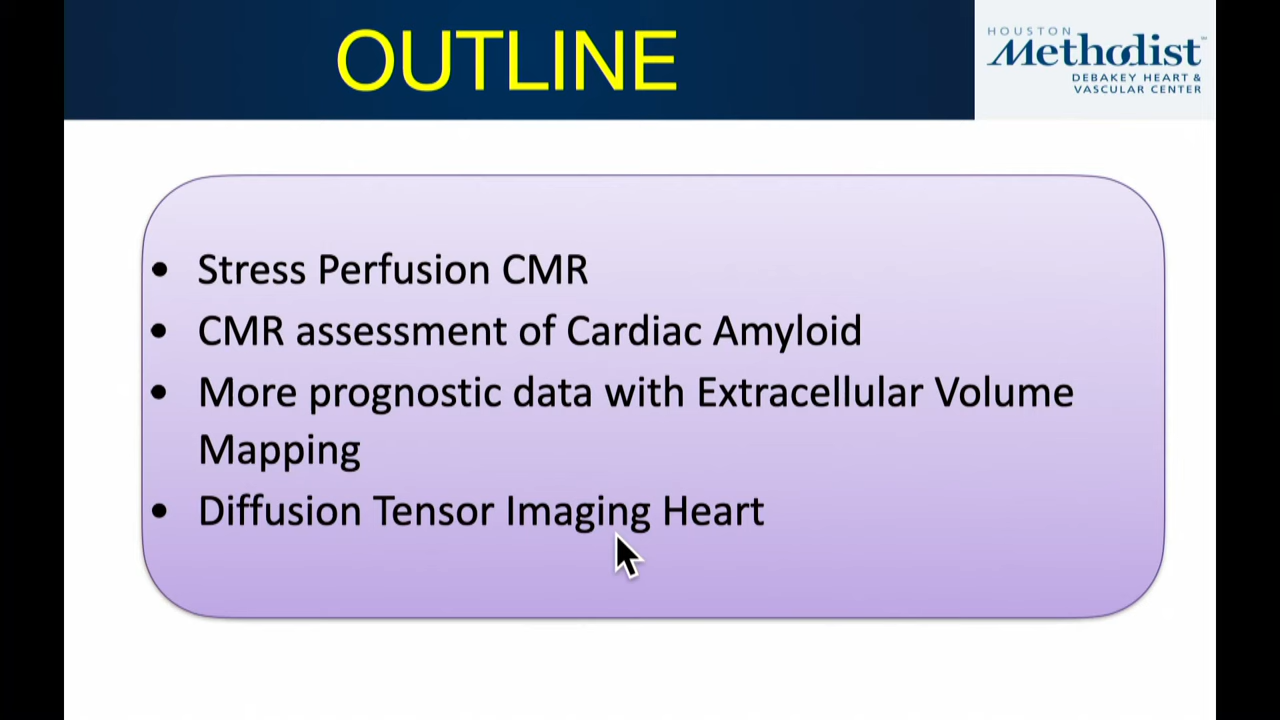 OUTLINE
HOUSTON
Methodist
DEBAKEY HEART &
VASCULAR CENTER
• Stress Perfusion CMR
• CMR assessment of Cardiac Amyloid
• More prognostic data with Extracellular Volume
Mapping
• Diffusion Tensor Imaging Heart